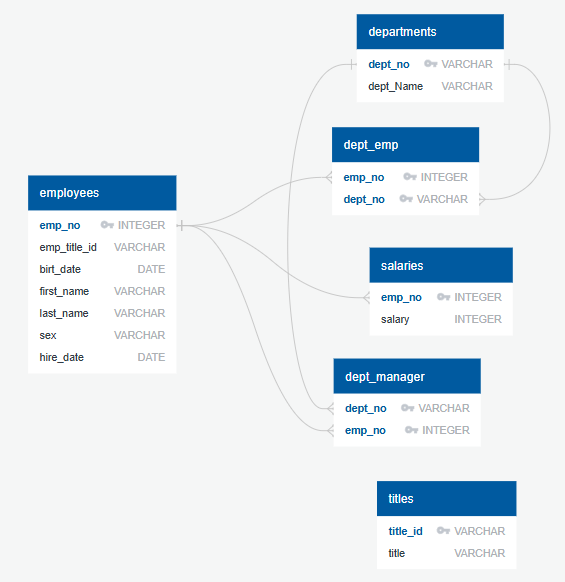 departments
dept_no VARCHAR
dept_Name VARCHAR
dept_emp
emp_no INTEGER
dept_no VARCHAR
employees
emp_no INTEGER
emp_title_id VARCHAR
birt_date DATE
first_name VARCHAR
last_name VARCHAR
sex VARCHAR
hire_date DATE
salaries
emp_no INTEGER
salary INTEGER
dept_manager
dept_no VARCHAR
emp_no INTEGER
titles
title_id VARCHAR
title VARCHAR